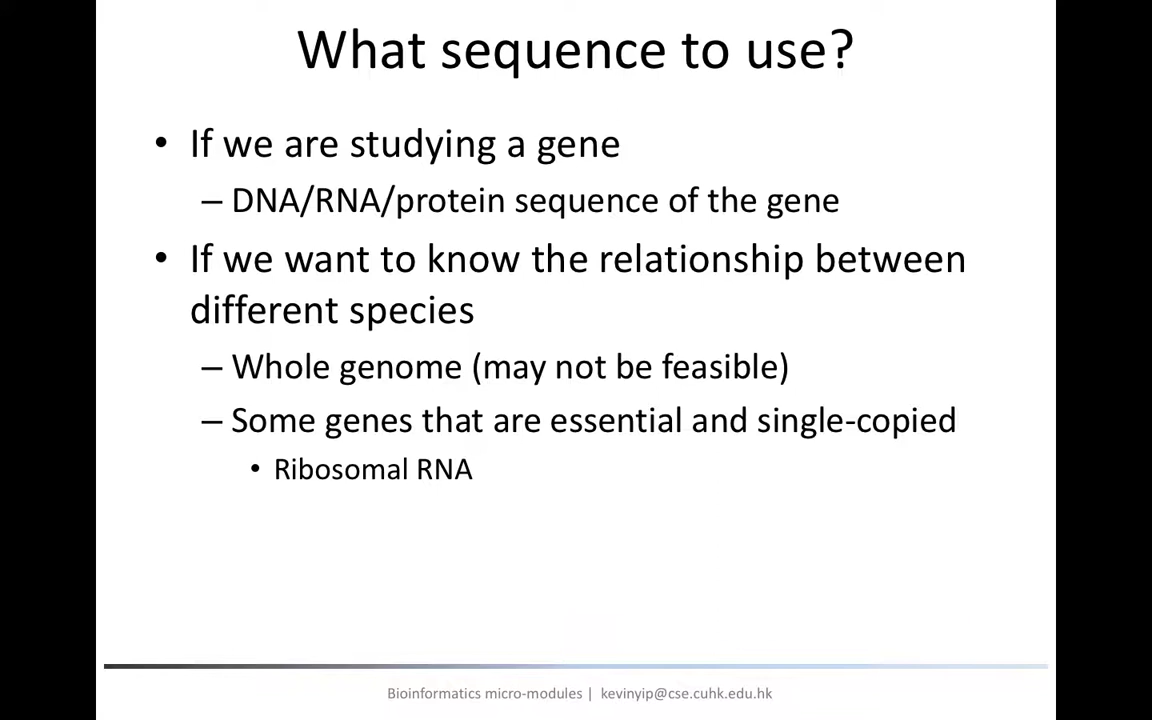 What sequence to use?
• If we are studying a gene
– DNA/RNA/protein sequence of the gene
• If we want to know the relationship between
different species
– Whole genome (may not be feasible)
– Some genes that are essential and single-copied
• Ribosomal RNA
Bioinformatics micro-modules | kevinyip@cse.cuhk.edu.hk